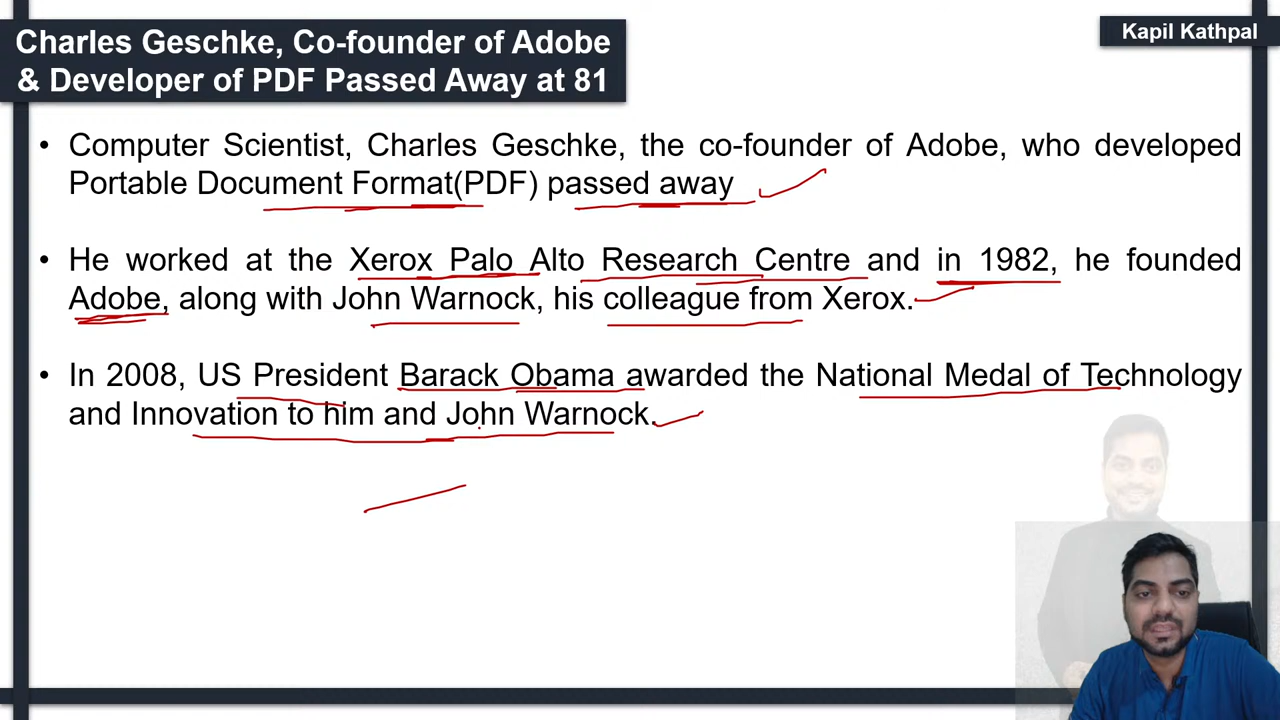 Charles Geschke, Co-founder of Adobe
& Developer of PDF Passed Away at 81
Kapil Kathpal
• Computer Scientist, Charles Geschke, the co-founder of Adobe, who developed
Portable Document Format(PDF) passed away
• He worked at the Xerox Palo Alto Research Centre and in 1982, he founded
Adobe, along with John Warnock, his colleague from Xerox.
• In 2008, US President Barack Obama awarded the National Medal of Technology
and Innovation to him and John Warnock.